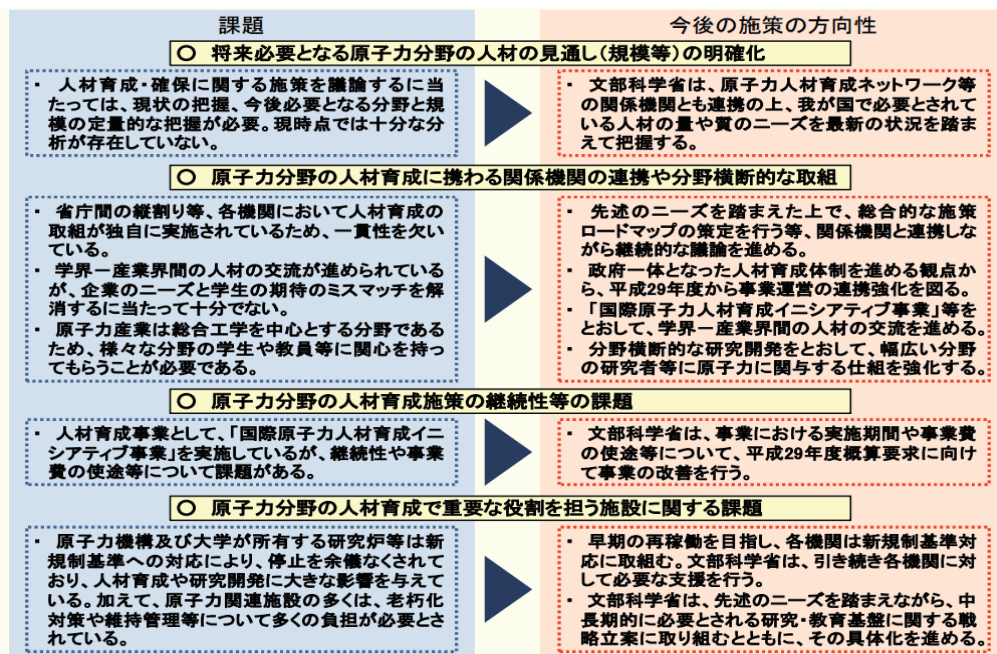 課題
今後の施策の方向性
○ 将来必要となる原子力分野の人材の見通し(規模等)の明確化
・ 人材育成・確保に関する施策を議論するに当
たっては、現状の把握、今後必要となる分野と規
模の定量的な把握が必要。現時点では十分な分
析が存在していない。
・ 文部科学省は、原子力人材育成ネットワーク等
の関係機関とも連携の上、我が国で必要とされて
いる人材の量や質のニーズを最新の状況を踏ま
えて把握する。
○ 原子力分野の人材育成に携わる関係機関の連携や分野横断的な取組
・ 省庁間の縦割り等、各機関において人材育成の
取組が独自に実施されているため、一貫性を欠い
ている。
・ 学界－産業界間の人材の交流が進められている
が、企業のニーズと学生の期待のミスマッチを解
消するに当たって十分でない。
・ 原子力産業は総合工学を中心とする分野である
ため、様々な分野の学生や教員等に関心を持っ
てもらうことが必要である。
・ 先述のニーズを踏まえた上で、総合的な施策
ロードマップの策定を行う等、関係機関と連携しな
がら継続的な議論を進める。
・ 政府一体となった人材育成体制を進める観点か
ら、平成29年度から事業運営の連携強化を図る。
・ 「国際原子力人材育成イニシアティブ事業」等を
とおして、学界－産業界間の人材の交流を進める。
・ 分野横断的な研究開発をとおして、幅広い分野
の研究者等に原子力に関与する仕組を強化する。
○ 原子力分野の人材育成施策の継続性等の課題
・ 人材育成事業として、「国際原子力人材育成イニ
シアティブ事業」を実施しているが、継続性や事業
費の使途等について課題がある。
・ 文部科学省は、事業における実施期間や事業費
の使途等について、平成29年度概算要求に向け
て事業の改善を行う。
○ 原子力分野の人材育成で重要な役割を担う施設に関する課題
・ 原子力機構及び大学が所有する研究炉等は新
規制基準への対応により、停止を余儀なくされて
おり、人材育成や研究開発に大きな影響を与えて
いる。加えて、原子力関連施設の多くは、老朽化
対策や維持管理等について多くの負担が必要とさ
れている。
・ 早期の再稼働を目指し、各機関は新規制基準対
応に取組む。文部科学省は、引き続き各機関に対
して必要な支援を行う。
・ 文部科学省は、先述のニーズを踏まえながら、中
長期的に必要とされる研究・教育基盤に関する戦
略立案に取り組むとともに、その具体化を進める。